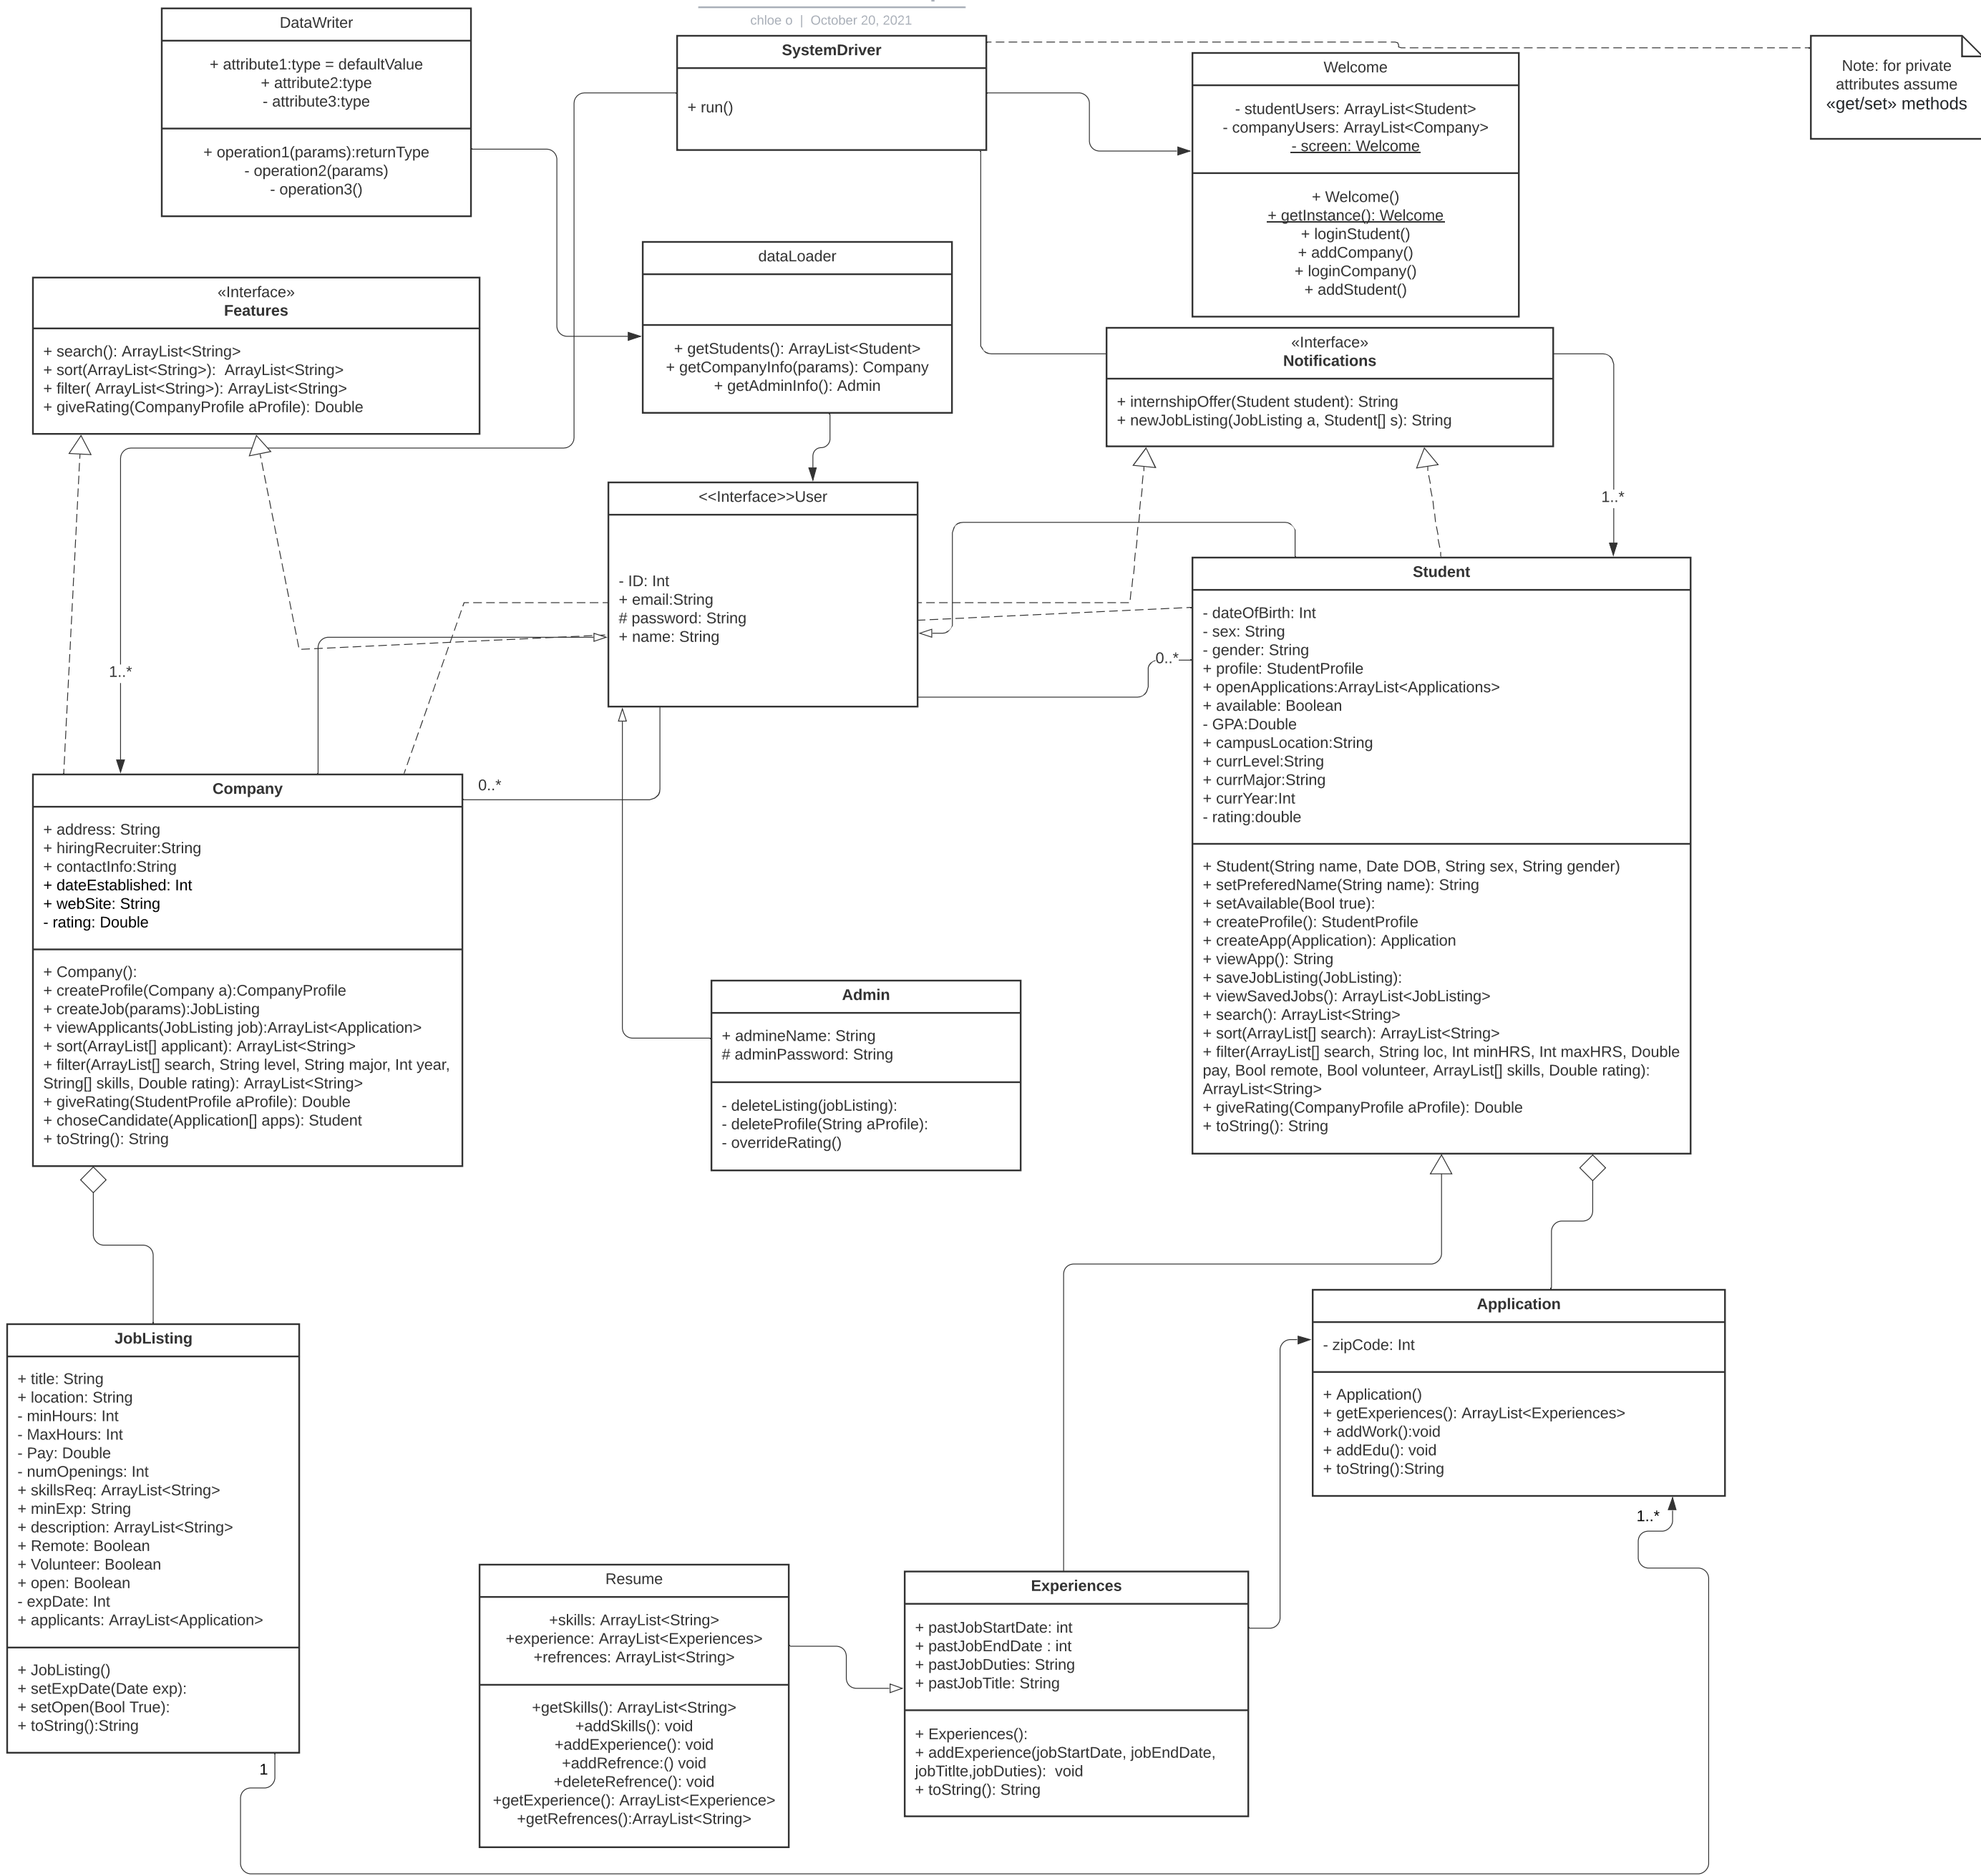 chloe o | October 20, 2021
DataWriter
+ attribute1:type = defaultValue
+ attribute2:type
- attribute3:type
+ operation1(params):returnType
- operation2(params)
- operation3()
SystemDriver
+ run()
Welcome
- studentUsers: ArrayList<Student>
- companyUsers: ArrayList<Company>
- screen: Welcome
+ Welcome()
+ getInstance(): Welcome
+ loginStudent()
+ addCompany()
+ loginCompany()
+ addStudent()
Note: for private
attributes assume
«get/set» methods
dataLoader
+ getStudents(): ArrayList<Student>
+ getCompanyInfo(params): Company
+ getAdminInfo(): Admin
«Interface»
Features
+ search(): ArrayList<String>
+ sort(ArrayList<String>):  ArrayList<String>
+ filter( ArrayList<String>): ArrayList<String>
+ giveRating(CompanyProfile aProfile): Double
«Interface»
Notifications
+ internshipOffer(Student student): String
+ newJobListing(JobListing a, Student[] s): String
1..*
<<Interface>>User
- ID: Int
+ email:String
# password: String
+ name: String
1..*
0..*
0..*
Student
- dateOfBirth: Int
- sex: String
- gender: String
+ profile: StudentProfile
+ openApplications:ArrayList<Applications>
+ available: Boolean
- GPA:Double
+ campusLocation:String
+ currLevel:String
+ currMajor:String
+ currYear:Int
- rating:double
+ Student(String name, Date DOB, String sex, String gender)
+ setPreferedName(String name): String
+ setAvailable(Bool true):
+ createProfile(): StudentProfile
+ createApp(Application): Application
+ viewApp(): String
+ saveJobListing(JobListing):
+ viewSavedJobs(): ArrayList<JobListing>
+ search(): ArrayList<String>
+ sort(ArrayList[] search): ArrayList<String>
+ filter(ArrayList[] search, String loc, Int minHRS, Int maxHRS, Double
pay, Bool remote, Bool volunteer, ArrayList[] skills, Double rating):
ArrayList<String>
+ giveRating(CompanyProfile aProfile): Double
+ toString(): String
Company
+ address: String
+ hiringRecruiter:String
+ contactInfo:String
+ dateEstablished: Int
+ webSite: String
- rating: Double
+ Company():
+ createProfile(Company a):CompanyProfile
+ createJob(params):JobListing
+ viewApplicants(JobListing job):ArrayList<Application>
+ sort(ArrayList[] applicant): ArrayList<String>
+ filter(ArrayList[] search, String level, String major, Int year,
String[] skills, Double rating): ArrayList<String>
+ giveRating(StudentProfile aProfile): Double
+ choseCandidate(Application[] apps): Student
+ toString(): String
Admin
+ admineName: String
# adminPassword: String
- deleteListing(jobListing):
- deleteProfile(String aProfile):
- overrideRating()
JobListing
+ title: String
+ location: String
- minHours: Int
- MaxHours: Int
- Pay: Double
- numOpenings: Int
+ skillsReq: ArrayList<String>
+ minExp: String
+ description: ArrayList<String>
+ Remote: Boolean
+ Volunteer: Boolean
+ open: Boolean
- expDate: Int
+ applicants: ArrayList<Application>
+ JobListing()
+ setExpDate(Date exp):
+ setOpen(Bool True):
+ toString():String
1
Application
- zipCode: Int
+ Application()
+ getExperiences(): ArrayList<Experiences>
+ addWork():void
+ addEdu(): void
+ toString():String
1..*
Resume
+skills: ArrayList<String>
+experience: ArrayList<Experiences>
+refrences: ArrayList<String>
+getSkills(): ArrayList<String>
+addSkills(): void
+addExperience(): void
+addRefrence:() void
+deleteRefrence(): void
+getExperience(): ArrayList<Experience>
+getRefrences():ArrayList<String>
Experiences
+ pastJobStartDate: int
+ pastJobEndDate : int
+ pastJobDuties: String
+ pastJobTitle: String
+ Experiences():
+ addExperience(jobStartDate, jobEndDate,
jobTitlte,jobDuties):  void
+ toString(): String